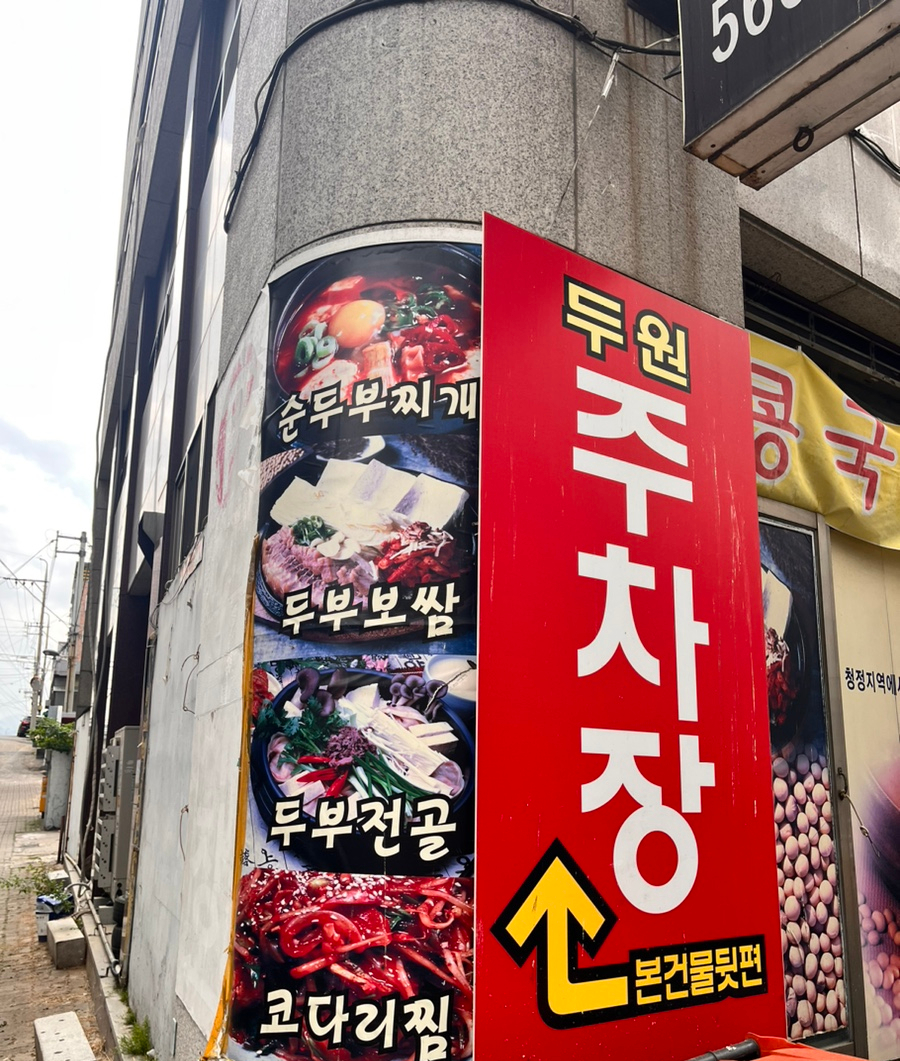 순두부찌개
두부보쌈
두부전골
코다리찜
두원
주차장
본건물뒷편
콩국
청정지역에서